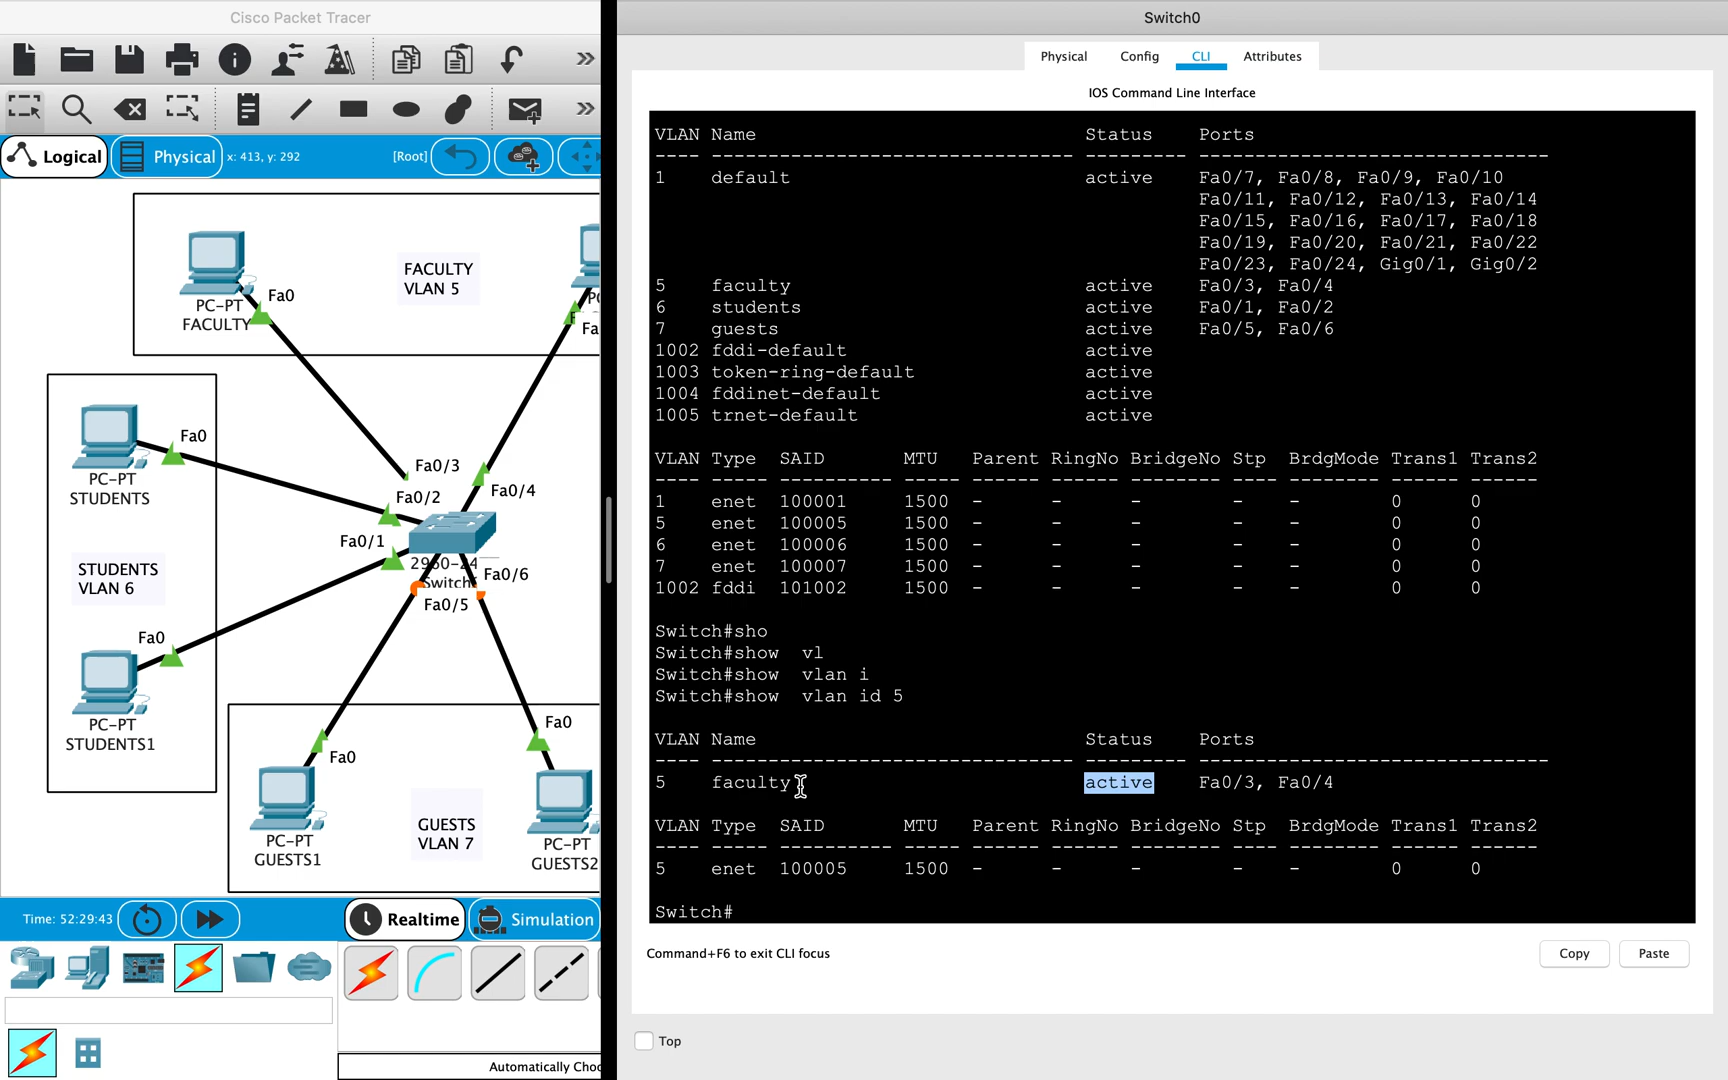 Cisco Packet Tracer
Logical
Physical
x: 413, y: 292
[Root]
FACULTY
VLAN 5
Fa0
PC-PT
FACULTY
Fa
Fa0
PC-PT
STUDENTS
Fa0/3
Fa0/2
Fa0/4
Fa0/1
STUDENTS
VLAN 6
Fa0/6
Fa0/5
Fa0
PC-PT
STUDENTS1
Fa0
Fa0
GUESTS
VLAN 7
PC-PT
GUESTS1
PC-PT
GUESTS2
Time: 52:29:43
Realtime
Simulation
Automatically Choo
Switch0
Physical Config CLI Attributes
IOS Command Line Interface
VLAN Name Status Ports
---- -------------------------------- --------- -------------------------------
1 default active Fa0/7, Fa0/8, Fa0/9, Fa0/10
Fa0/11, Fa0/12, Fa0/13, Fa0/14
Fa0/15, Fa0/16, Fa0/17, Fa0/18
Fa0/19, Fa0/20, Fa0/21, Fa0/22
Fa0/23, Fa0/24, Gig0/1, Gig0/2
5 faculty active Fa0/3, Fa0/4
6 students active Fa0/1, Fa0/2
7 guests active Fa0/5, Fa0/6
1002 fddi-default active
1003 token-ring-default active
1004 fddinet-default active
1005 trnet-default active
VLAN Type SAID MTU Parent RingNo BridgeNo Stp BrdgMode Trans1 Trans2
---- ----- ---------- ----- ------ ------ -------- ---- -------- ------ ------
1 enet 100001 1500 - - - - - 0 0
5 enet 100005 1500 - - - - - 0 0
6 enet 100006 1500 - - - - - 0 0
7 enet 100007 1500 - - - - - 0 0
1002 fddi 101002 1500 - - - - - 0 0
Switch#sho
Switch#show vl
Switch#show vlan i
Switch#show vlan id 5
VLAN Name Status Ports
---- -------------------------------- --------- -------------------------------
5 faculty active Fa0/3, Fa0/4
VLAN Type SAID MTU Parent RingNo BridgeNo Stp BrdgMode Trans1 Trans2
---- ----- ---------- ----- ------ ------ -------- ---- -------- ------ ------
5 enet 100005 1500 - - - - - 0 0
Switch#
Command+F6 to exit CLI focus
Copy
Paste
Top